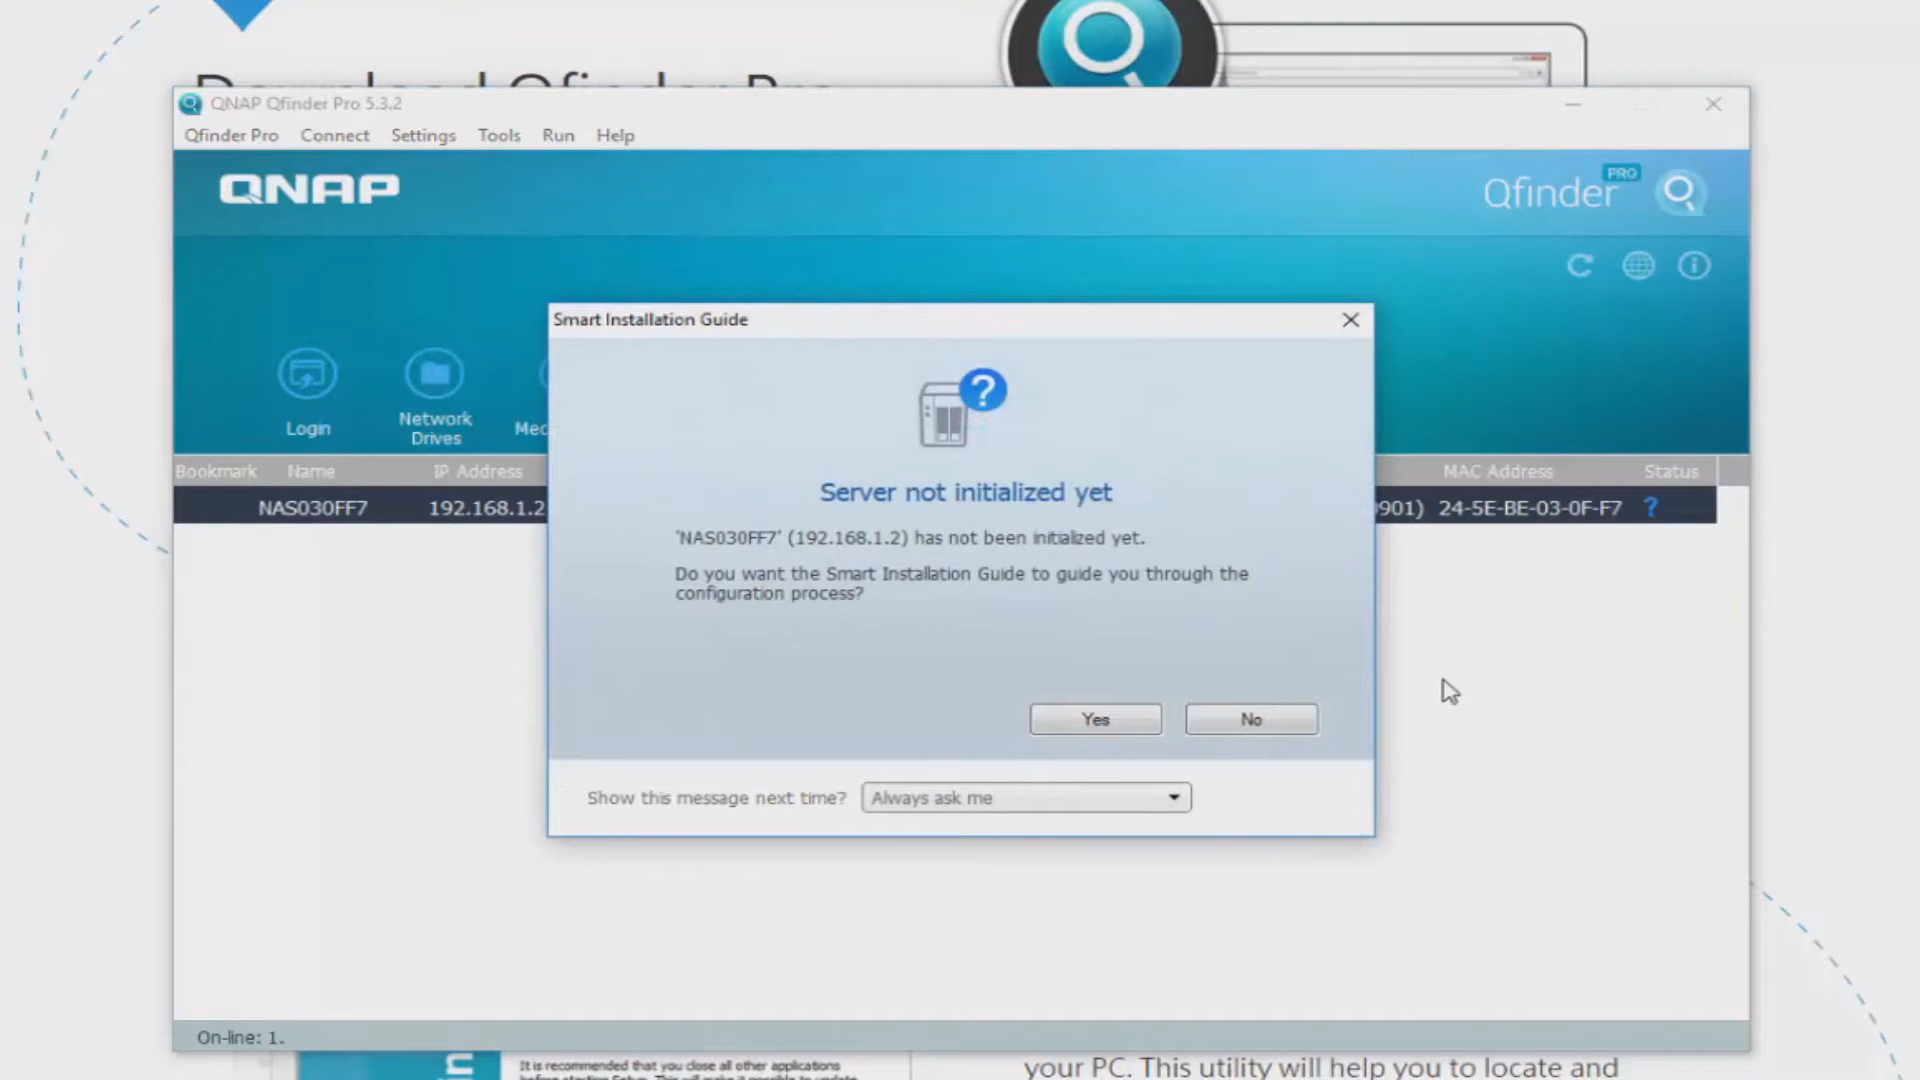 Download Qfinder Pro
QNAP Qfinder Pro 5.3.2
Qfinder Pro Connect Settings Tools Run Help
QNAP
Qfinder PRO
Login
Network
Drives
Bookmark Name IP Address MAC Address Status
NAS030FF7 192.168.1.2 24-5E-BE-03-0F-F7 ?
Smart Installation Guide
?
Server not initialized yet
'NAS030FF7' (192.168.1.2) has not been initialized yet.
Do you want the Smart Installation Guide to guide you through the
configuration process?
Yes No
Show this message next time? Always ask me
On-line: 1.
It is recommended that you close all other applications
your PC. This utility will help you to locate and